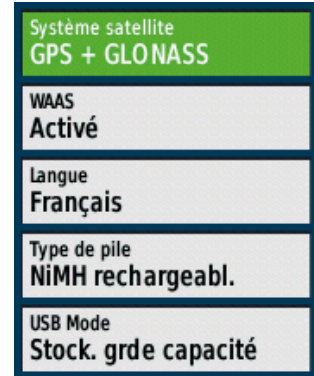 Système satellite
GPS + GLONASS
WAAS
Activé
Langue
Français
Type de pile
NiMH rechargeabl.
USB Mode
Stock. grde capacité